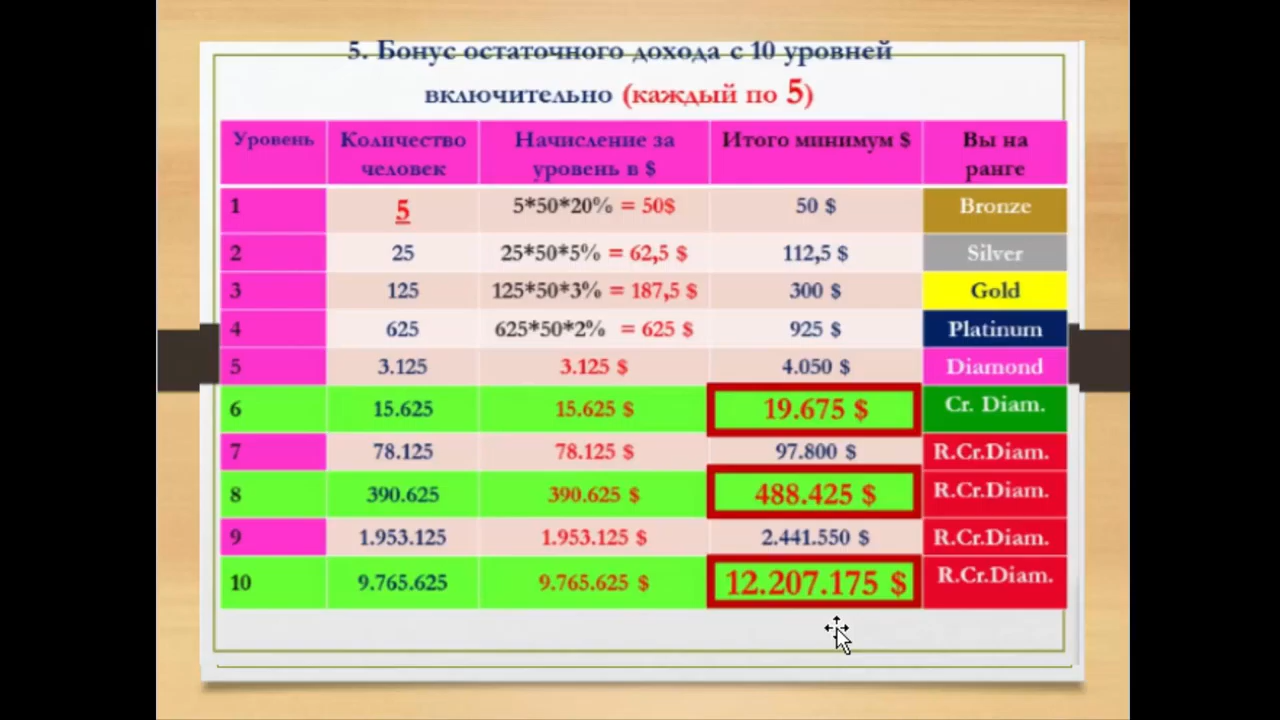 5. Бонус остаточного дохода с 10 уровней
включительно (каждый по 5)
Уровень Количество человек Начисление за уровень в $ Итого минимум $ Вы на ранге
1 5 5*50*20% = 50$ 50 $ Bronze
2 25 25*50*5% = 62,5 $ 112,5 $ Silver
3 125 125*50*3% = 187,5 $ 300 $ Gold
4 625 625*50*2% = 625 $ 925 $ Platinum
5 3.125 3.125 $ 4.050 $ Diamond
6 15.625 15.625 $ 19.675 $ Cr. Diam.
7 78.125 78.125 $ 97.800 $ R.Cr.Diam.
8 390.625 390.625 $ 488.425 $ R.Cr.Diam.
9 1.953.125 1.953.125 $ 2.441.550 $ R.Cr.Diam.
10 9.765.625 9.765.625 $ 12.207.175 $ R.Cr.Diam.